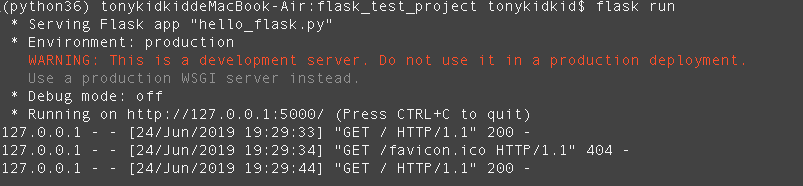 (python36) tonykidkiddeMacBook-Air:flask_test_project tonykidkid$ flask run
 * Serving Flask app "hello_flask.py"
 * Environment: production
   WARNING: This is a development server. Do not use it in a production deployment.
   Use a production WSGI server instead.
 * Debug mode: off
 * Running on http://127.0.0.1:5000/ (Press CTRL+C to quit)
127.0.0.1 - - [24/Jun/2019 19:29:33] "GET / HTTP/1.1" 200 -
127.0.0.1 - - [24/Jun/2019 19:29:34] "GET /favicon.ico HTTP/1.1" 404 -
127.0.0.1 - - [24/Jun/2019 19:29:44] "GET / HTTP/1.1" 200 -